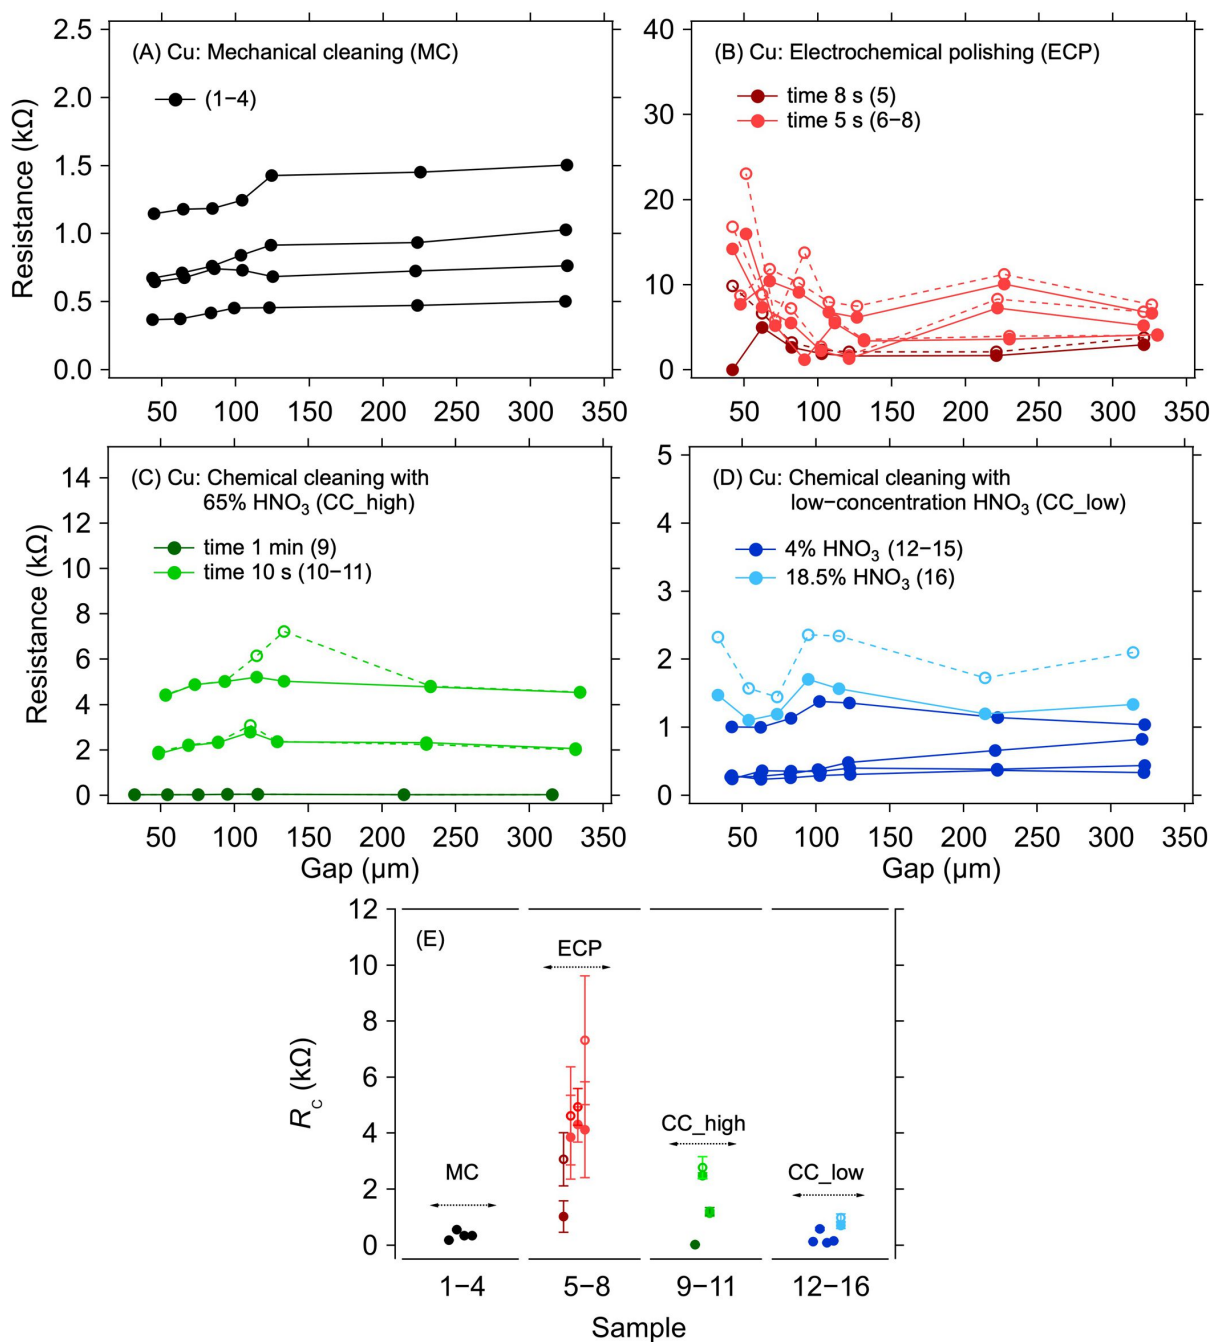 (A) Cu: Mechanical cleaning (MC)
(1−4)
Resistance (kΩ)
2.5
2.0
1.5
1.0
0.5
0.0
50 100 150 200 250 300 350
(B) Cu: Electrochemical polishing (ECP)
time 8 s (5)
time 5 s (6−8)
40
30
20
10
0
50 100 150 200 250 300 350
(C) Cu: Chemical cleaning with
65% HNO₃ (CC_high)
time 1 min (9)
time 10 s (10−11)
Resistance (kΩ)
14
12
10
8
6
4
2
0
50 100 150 200 250 300 350
Gap (µm)
(D) Cu: Chemical cleaning with
low−concentration HNO₃ (CC_low)
4% HNO₃ (12−15)
18.5% HNO₃ (16)
5
4
3
2
1
0
50 100 150 200 250 300 350
Gap (µm)
(E)
R_C (kΩ)
12
10
8
6
4
2
0
MC
ECP
CC_high
CC_low
1−4 5−8 9−11 12−16
Sample